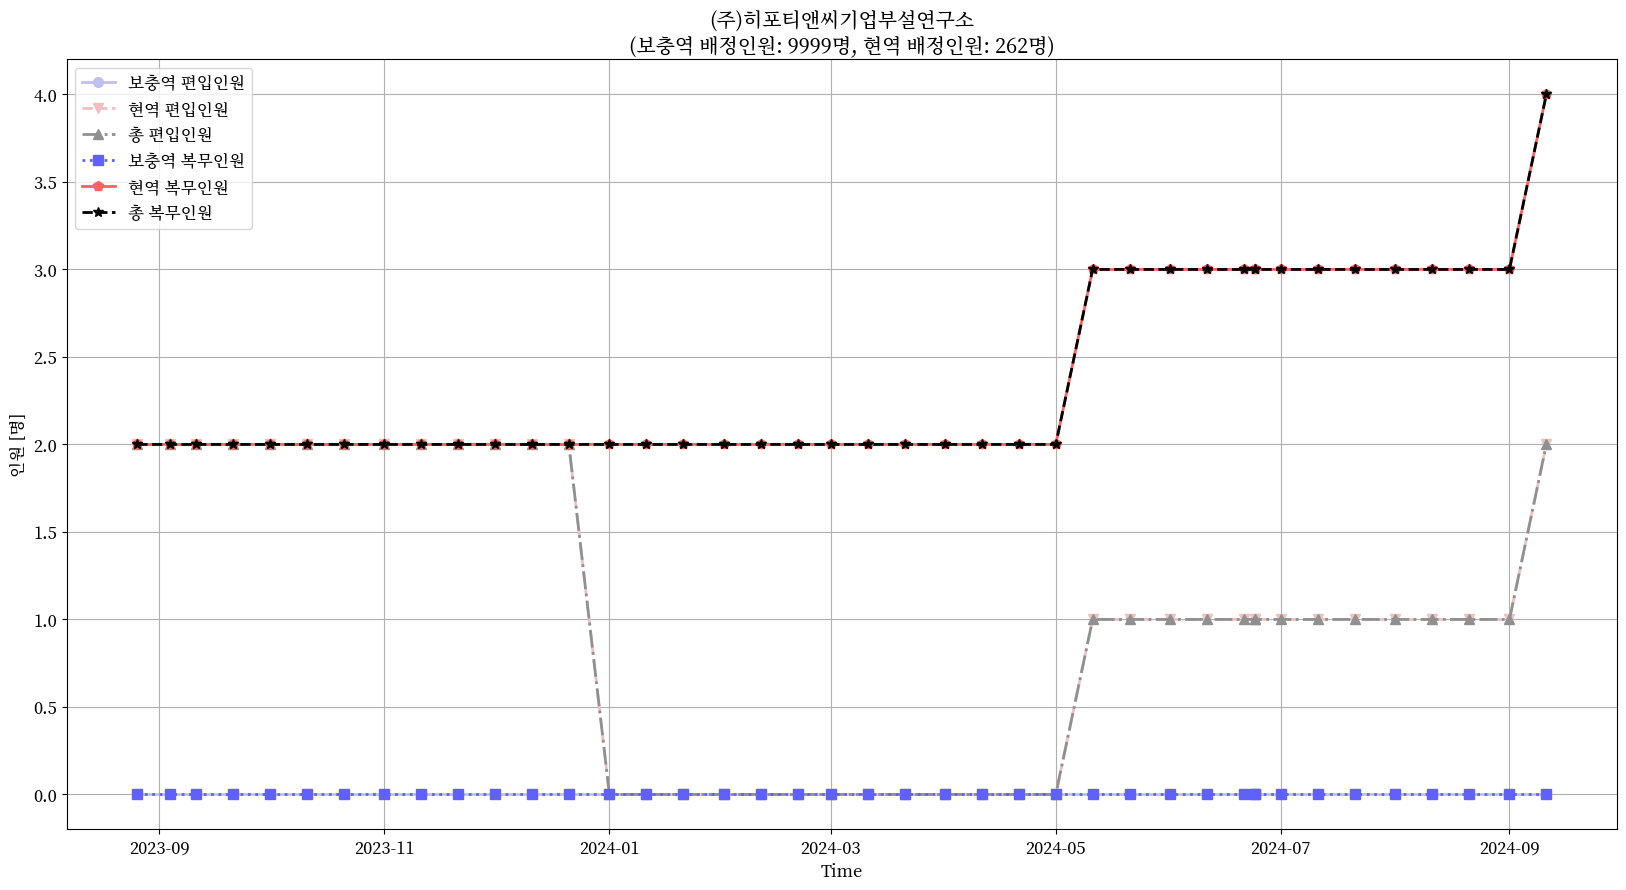 (주)히포티앤씨기업부설연구소
(보충역 배정인원: 9999명, 현역 배정인원: 262명)
보충역 편입인원
현역 편입인원
총 편입인원
보충역 복무인원
현역 복무인원
총 복무인원
4.0
3.5
3.0
2.5
2.0
1.5
1.0
0.5
0.0
인원 [명]
2023-09
2023-11
2024-01
2024-03
2024-05
2024-07
2024-09
Time